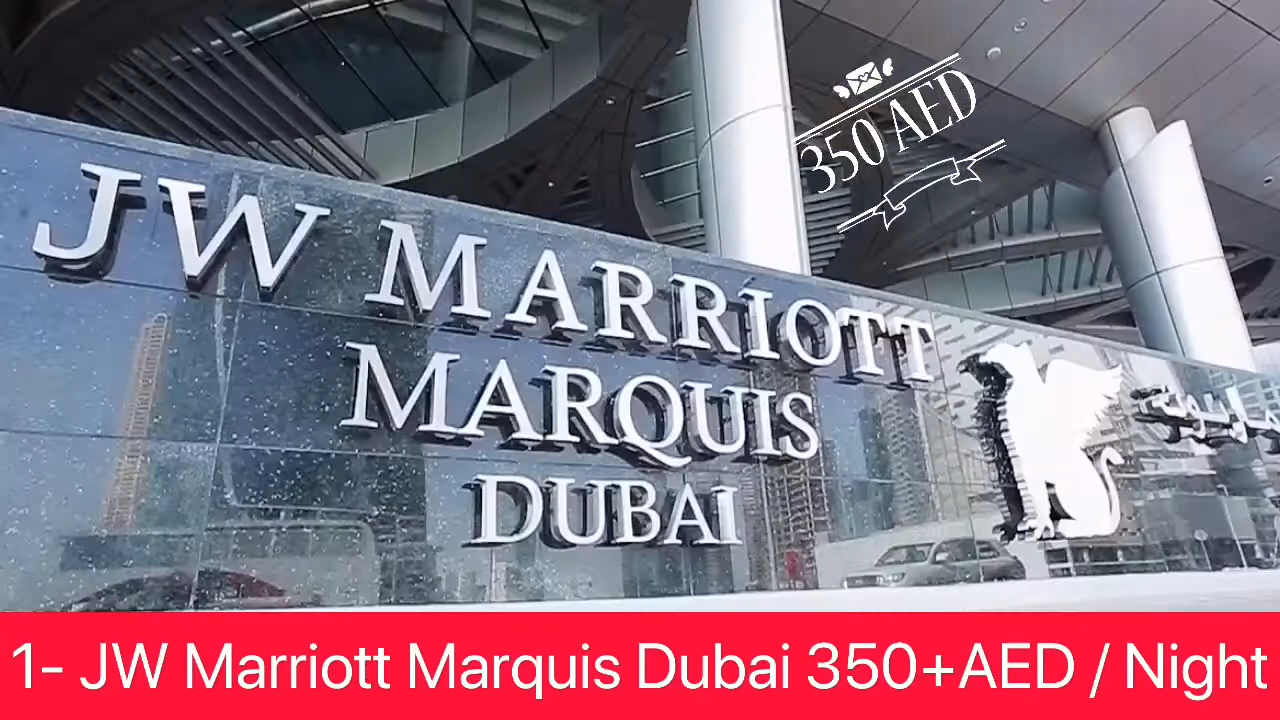 350 AED
JW MARRIOTT
MARQUIS
DUBAI
1- JW Marriott Marquis Dubai 350+AED / Night